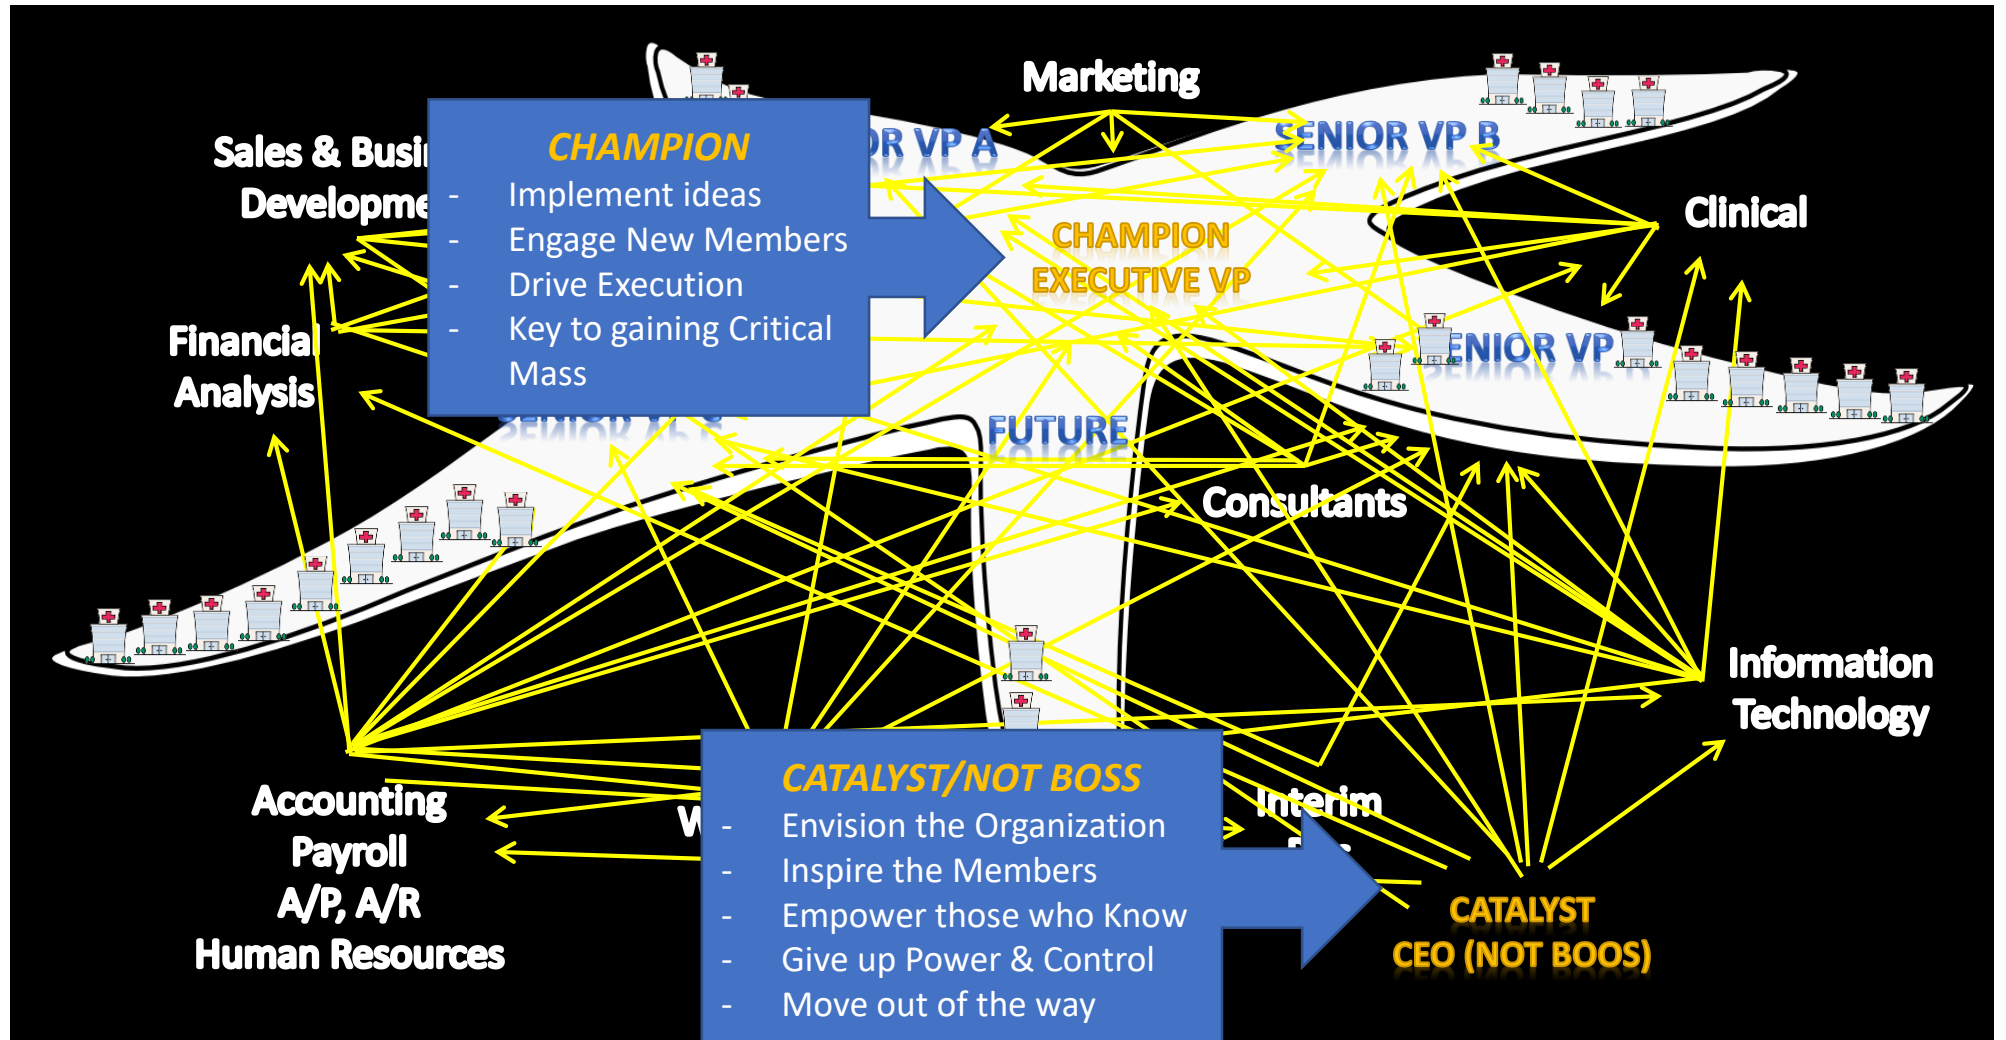 Marketing
SENIOR VP B
VP A
Sales &
CHAMPION
- Implement ideas
- Engage New Members
- Drive Execution
- Key to gaining Critical
Mass
Clinical
CHAMPION
EXECUTIVE VP
Financial
Analysis
VP
FUTURE
Consultants
Information
Technology
CATALYST/NOT BOSS
- Envision the Organization
- Inspire the Members
- Empower those who Know
- Give up Power & Control
- Move out of the way
Accounting
Payroll
A/P, A/R
Human Resources
Interim
CATALYST
CEO (NOT BOOS)